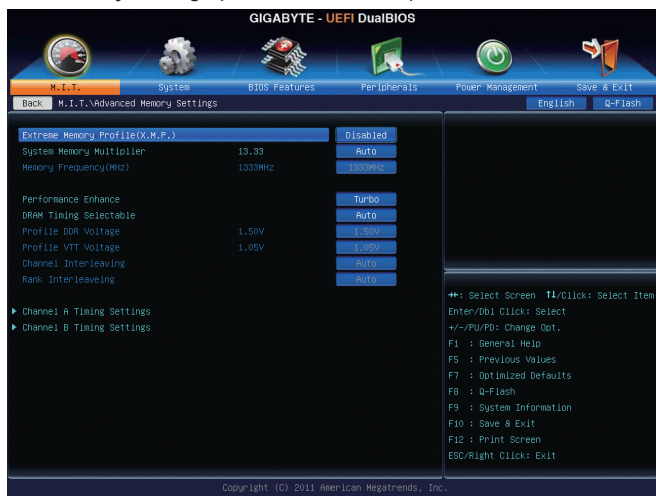 GIGABYTE - UEFI DualBIOS
M.I.T. System BIOS Features Peripherals Power Management Save & Exit
Back M.I.T.\Advanced Memory Settings English Q-Flash
Extreme Memory Profile(X.M.P.) Disabled
System Memory Multiplier 13.33 Auto
Memory Frequency(MHz) 1333MHz 1333MHz
Performance Enhance Turbo
DRAM Timing Selectable Auto
Profile DDR Voltage 1.50V 1.50V
Profile VTT Voltage 1.05V 1.05V
Channel Interleaving Auto
Rank Interleaveing Auto
Channel A Timing Settings
Channel B Timing Settings
→←: Select Screen ↑↓/Click: Select Item
Enter/Dbl Click: Select
+/-/PU/PD: Change Opt.
F1 : General Help
F5 : Previous Values
F7 : Optimized Defaults
F8 : Q-Flash
F9 : System Information
F10 : Save & Exit
F12 : Print Screen
ESC/Right Click: Exit
Copyright (C) 2011 American Megatrends, Inc.